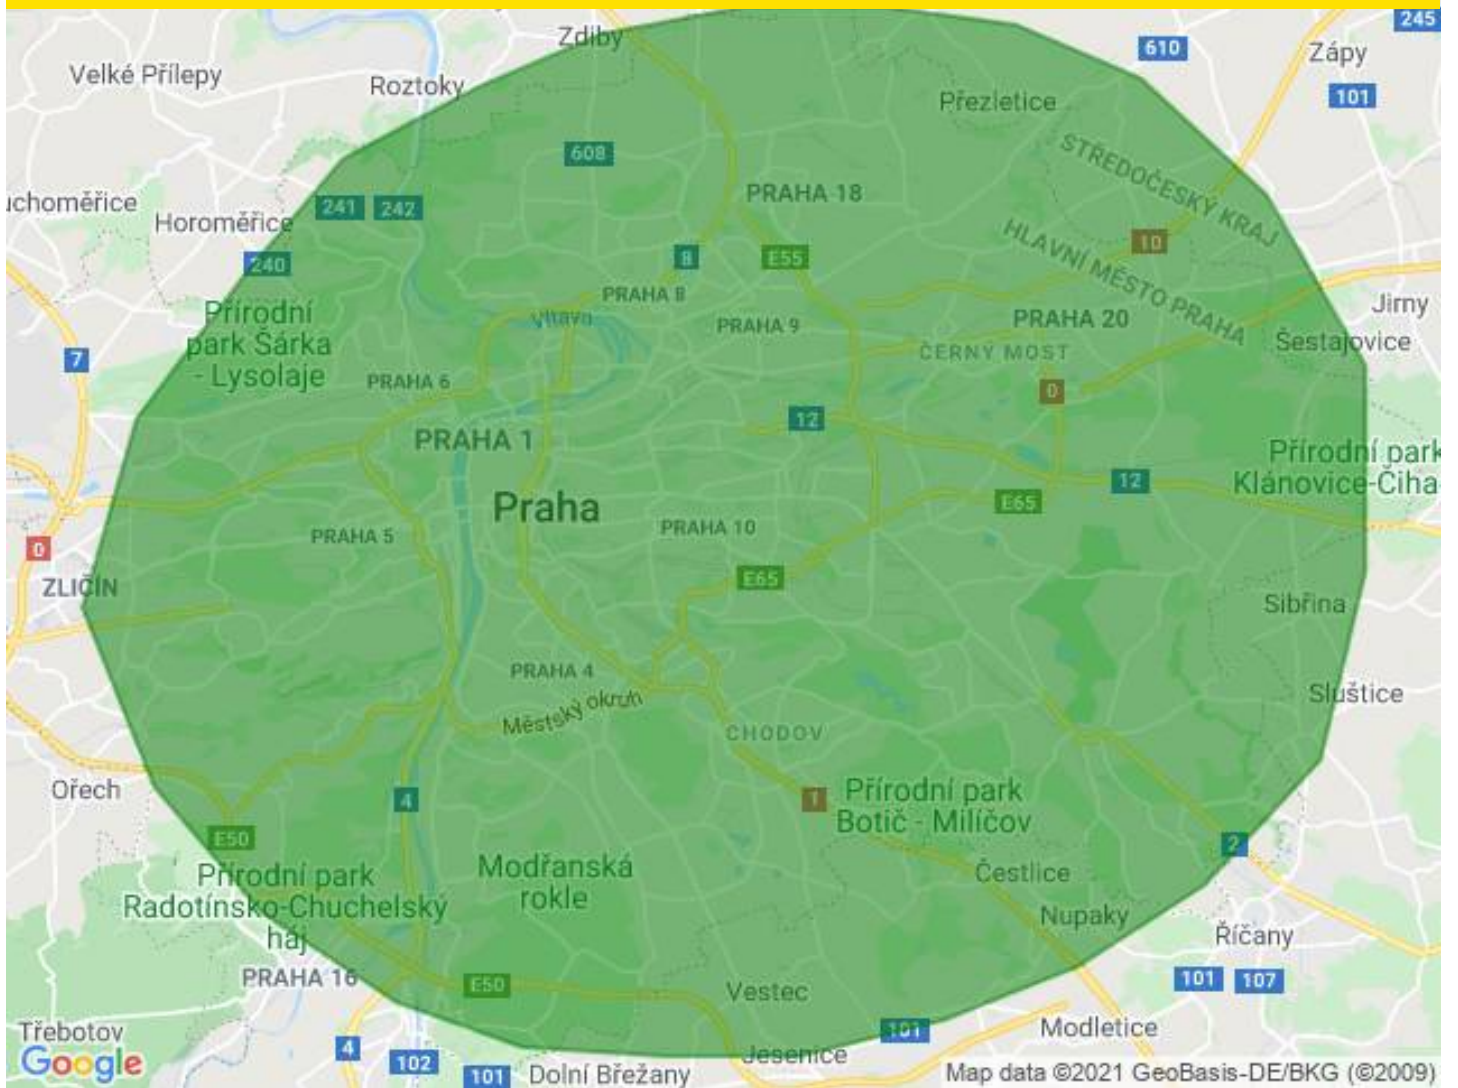 Zdiby
245
610
Zápy
Velké Přílepy
Roztoky
101
Přezletice
608
STŘEDOČESKÝ KRAJ
uchoměřice
241
242
PRAHA 18
Horoměřice
HLAVNÍ MĚSTO PRAHA
10
240
8
E55
Přírodní
park Šárka
- Lysolaje
PRAHA 8
Vltava
PRAHA 9
PRAHA 20
Jirny
Šestajovice
7
ČERNÝ MOST
PRAHA 6
0
12
PRAHA 1
Přírodní park
Klánovice-Čiha
12
Praha
E65
PRAHA 5
PRAHA 10
0
ZLIČÍN
E65
Sibřina
PRAHA 4
Sluštice
Městský okruh
CHODOV
Ořech
4
1
Přírodní park
Botič - Milíčov
E50
2
Přírodní park
Radotínsko-Chuchelský
háj
Modřanská
rokle
Čestlice
Nupaky
Říčany
PRAHA 16
E50
Vestec
101
107
Třebotov
4
101
Modletice
Google
102
101
Dolní Břežany
Jesenice
Map data ©2021 GeoBasis-DE/BKG (©2009)